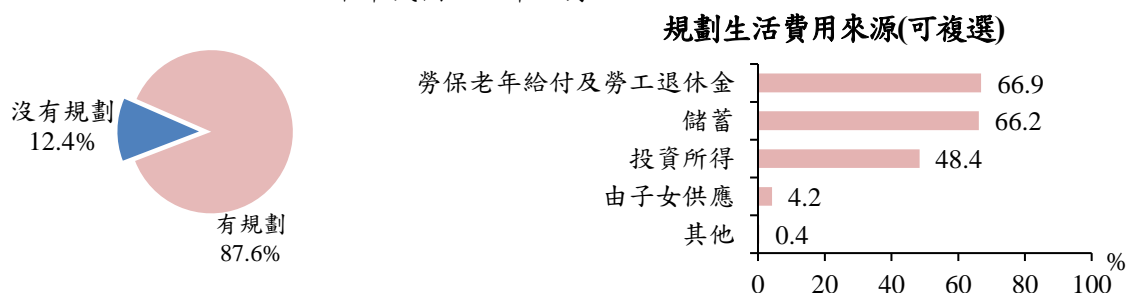 規劃生活費用來源(可複選)
沒有規劃
12.4%
有規劃
87.6%
勞保老年給付及勞工退休金 66.9
儲蓄 66.2
投資所得 48.4
由子女供應 4.2
其他 0.4
0 20 40 60 80 100 %